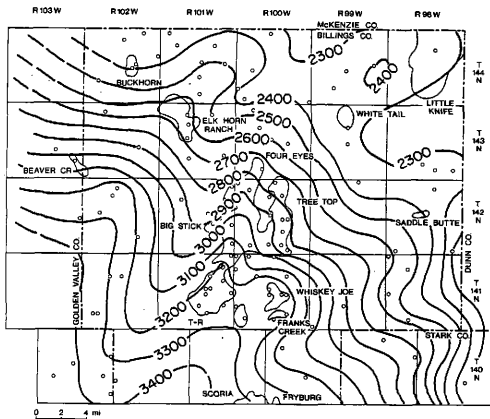 R 103 W R 102 W R 101 W R 100 W R 99 W R 98 W
McKENZIE CO.
BILLINGS CO.
2300
2400
T 144 N
BUCKHORN
2400
LITTLE KNIFE
ELK HORN RANCH
2500
WHITE TAIL
2600
T 143 N
2700
FOUR EYES
2300
BEAVER CR
2800
2900
TREE TOP
T 142 N
BIG STICK
3000
SADDLE BUTTE
GOLDEN VALLEY CO.
3100
DUNN CO.
3200
WHISKEY JOE
T 141 N
T-R
FRANKS CREEK
STARK CO.
3300
3400
T 140 N
SCORIA
FRYBURG
0 2 4 mi